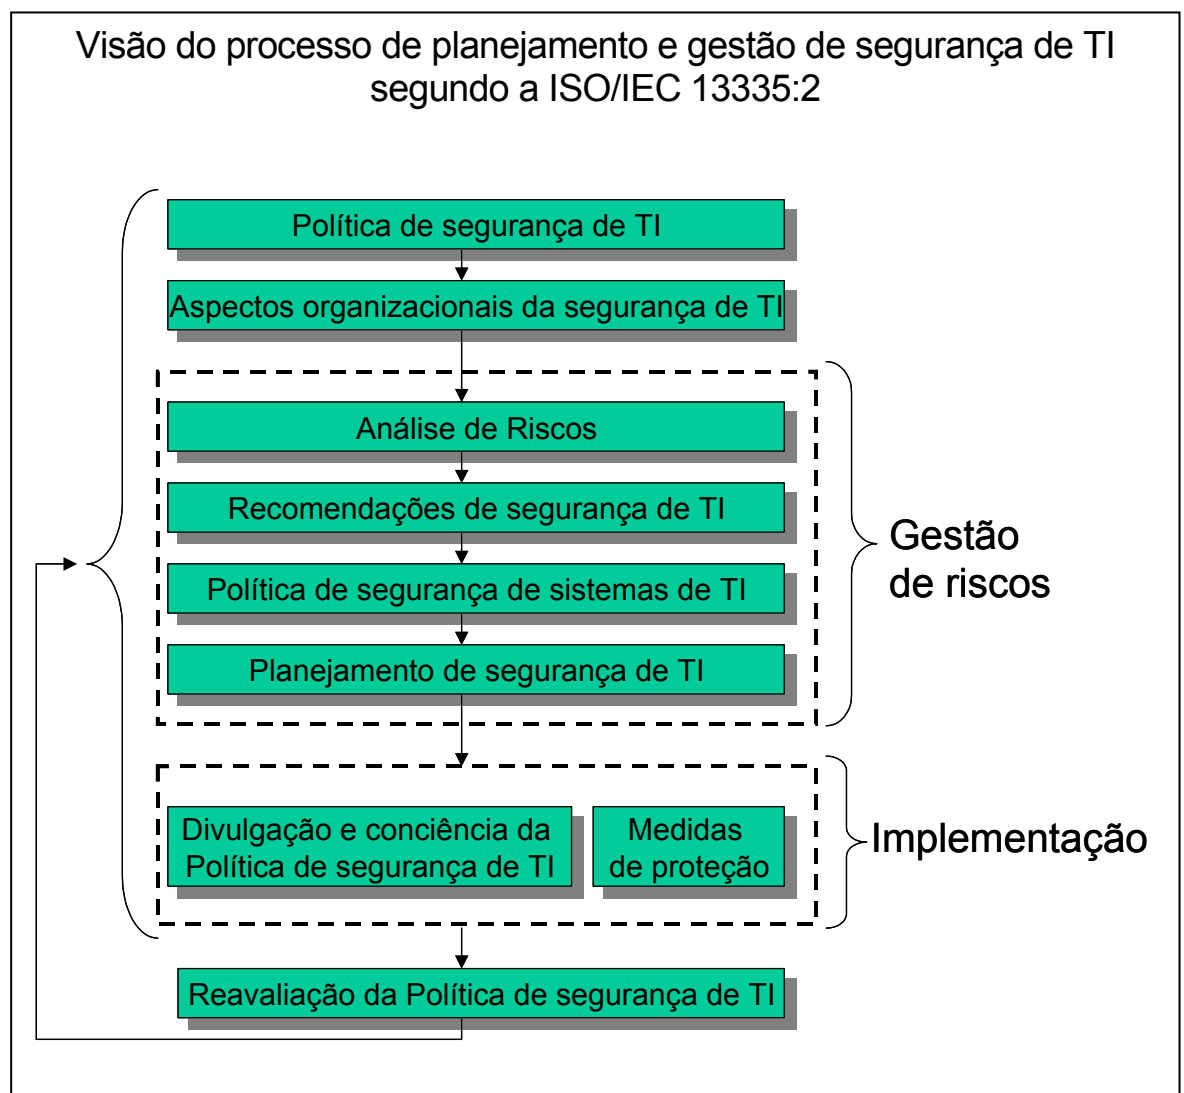 Visão do processo de planejamento e gestão de segurança de TI
segundo a ISO/IEC 13335:2
Política de segurança de TI
Aspectos organizacionais da segurança de TI
Análise de Riscos
Recomendações de segurança de TI
Política de segurança de sistemas de TI
Planejamento de segurança de TI
Gestão
de riscos
Divulgação e conciência da
Política de segurança de TI
Medidas
de proteção
Implementação
Reavaliação da Política de segurança de TI